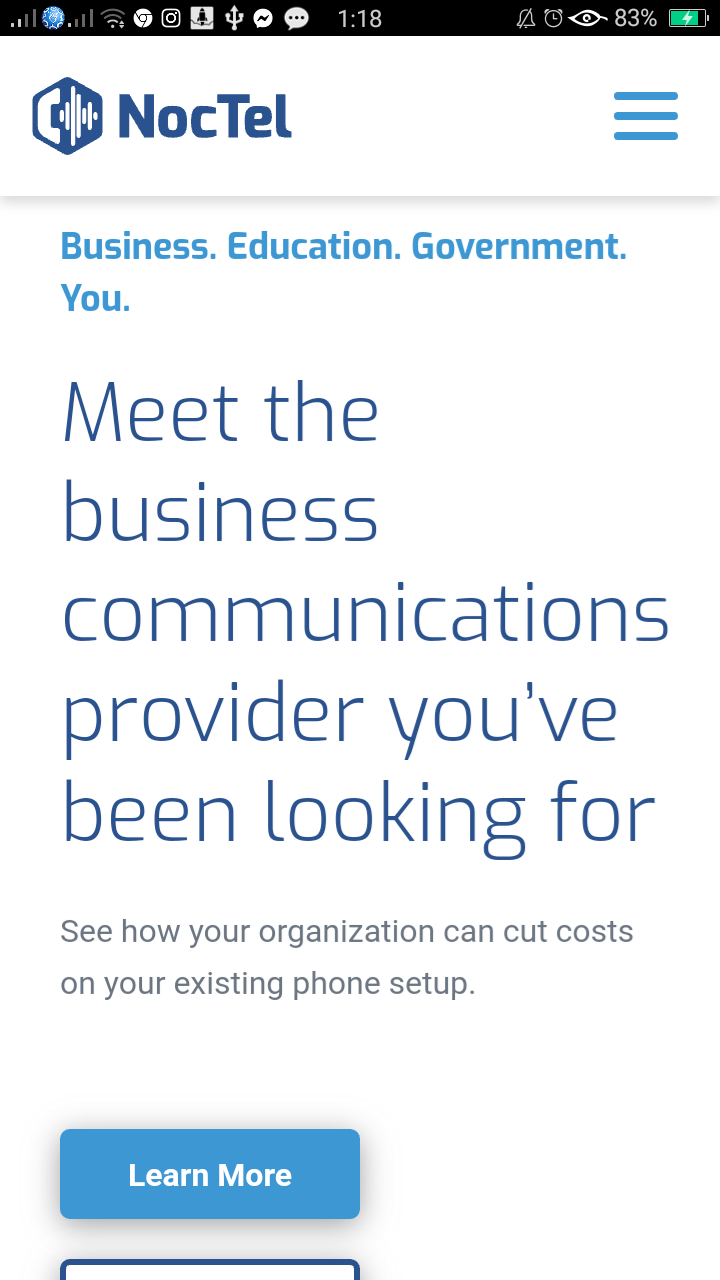 1:18 83%
NocTel
Business. Education. Government.
You.
Meet the
business
communications
provider you’ve
been looking for
See how your organization can cut costs
on your existing phone setup.
Learn More